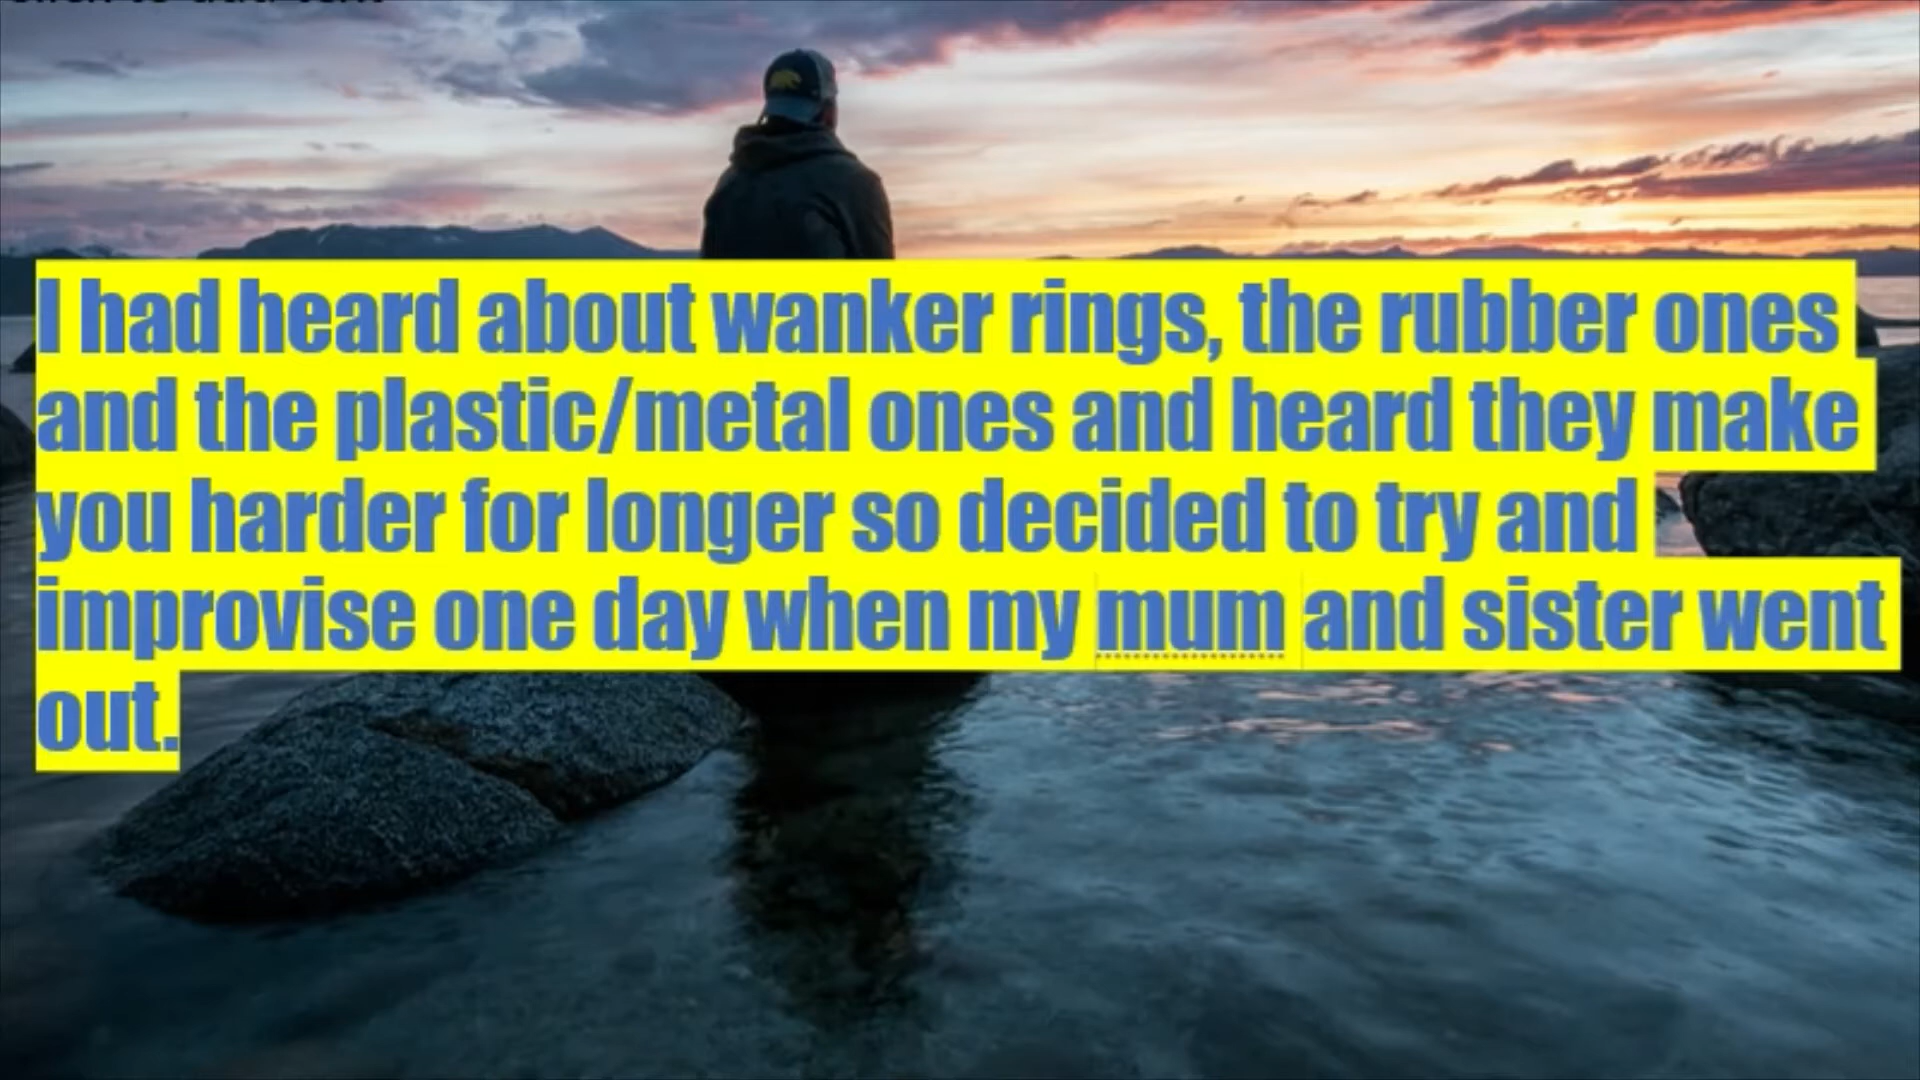 I had heard about wanker rings, the rubber ones
and the plastic/metal ones and heard they make
you harder for longer so decided to try and
improvise one day when my mum and sister went
out.